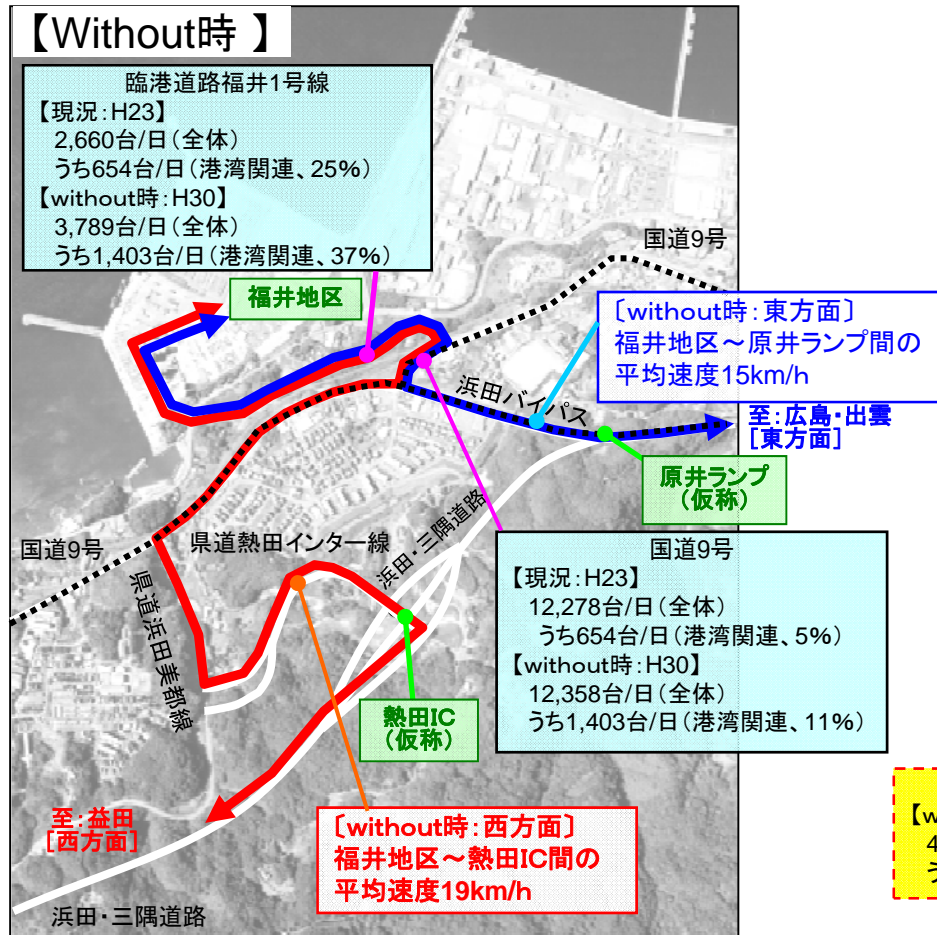 【Without時 】
臨港道路福井1号線
【現況:H23】
2,660台/日(全体)
うち654台/日(港湾関連、25%)
【without時:H30】
3,789台/日(全体)
うち1,403台/日(港湾関連、37%)
国道9号
福井地区
〔without時:東方面〕
福井地区～原井ランプ間の
平均速度15km/h
浜田バイパス
至:広島・出雲
[東方面]
原井ランプ
(仮称)
浜田・三隅道路
県道熱田インター線
国道9号
県道浜田美都線
国道9号
【現況:H23】
12,278台/日(全体)
うち654台/日(港湾関連、5%)
【without時:H30】
12,358台/日(全体)
うち1,403台/日(港湾関連、11%)
熱田IC
(仮称)
至:益田
[西方面]
〔without時:西方面〕
福井地区～熱田IC間の
平均速度19km/h
浜田・三隅道路
【w
4
う